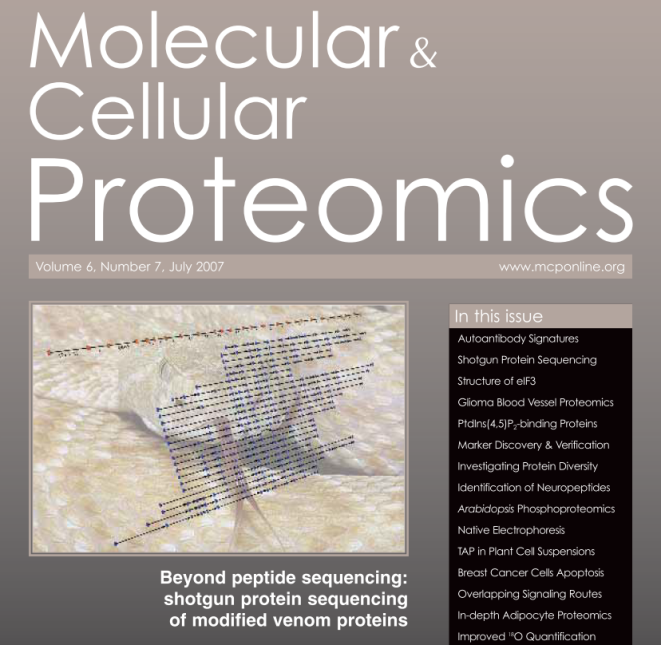 Molecular &
Cellular
Proteomics
Volume 6, Number 7, July 2007
www.mcponline.org
Beyond peptide sequencing:
shotgun protein sequencing
of modified venom proteins
In this issue
Autoantibody Signatures
Shotgun Protein Sequencing
Structure of eIF3
Glioma Blood Vessel Proteomics
PtdIns(4,5)P₂-binding Proteins
Marker Discovery & Verification
Investigating Protein Diversity
Identification of Neuropeptides
Arabidopsis Phosphoproteomics
Native Electrophoresis
TAP in Plant Cell Suspensions
Breast Cancer Cells Apoptosis
Overlapping Signaling Routes
In-depth Adipocyte Proteomics
Improved ¹⁸O Quantification